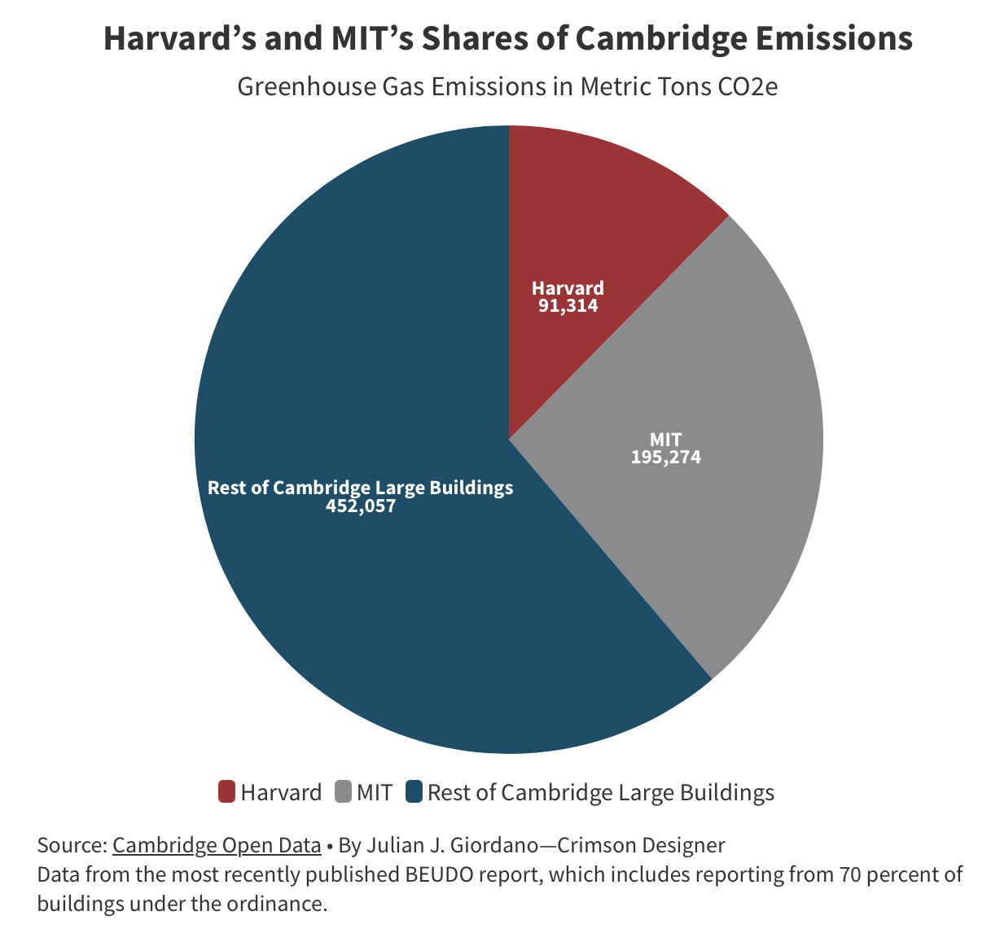 Harvard’s and MIT’s Shares of Cambridge Emissions
Greenhouse Gas Emissions in Metric Tons CO2e
Harvard
91,314
MIT
195,274
Rest of Cambridge Large Buildings
452,057
Harvard MIT Rest of Cambridge Large Buildings
Source: Cambridge Open Data • By Julian J. Giordano—Crimson Designer
Data from the most recently published BEUDO report, which includes reporting from 70 percent of
buildings under the ordinance.